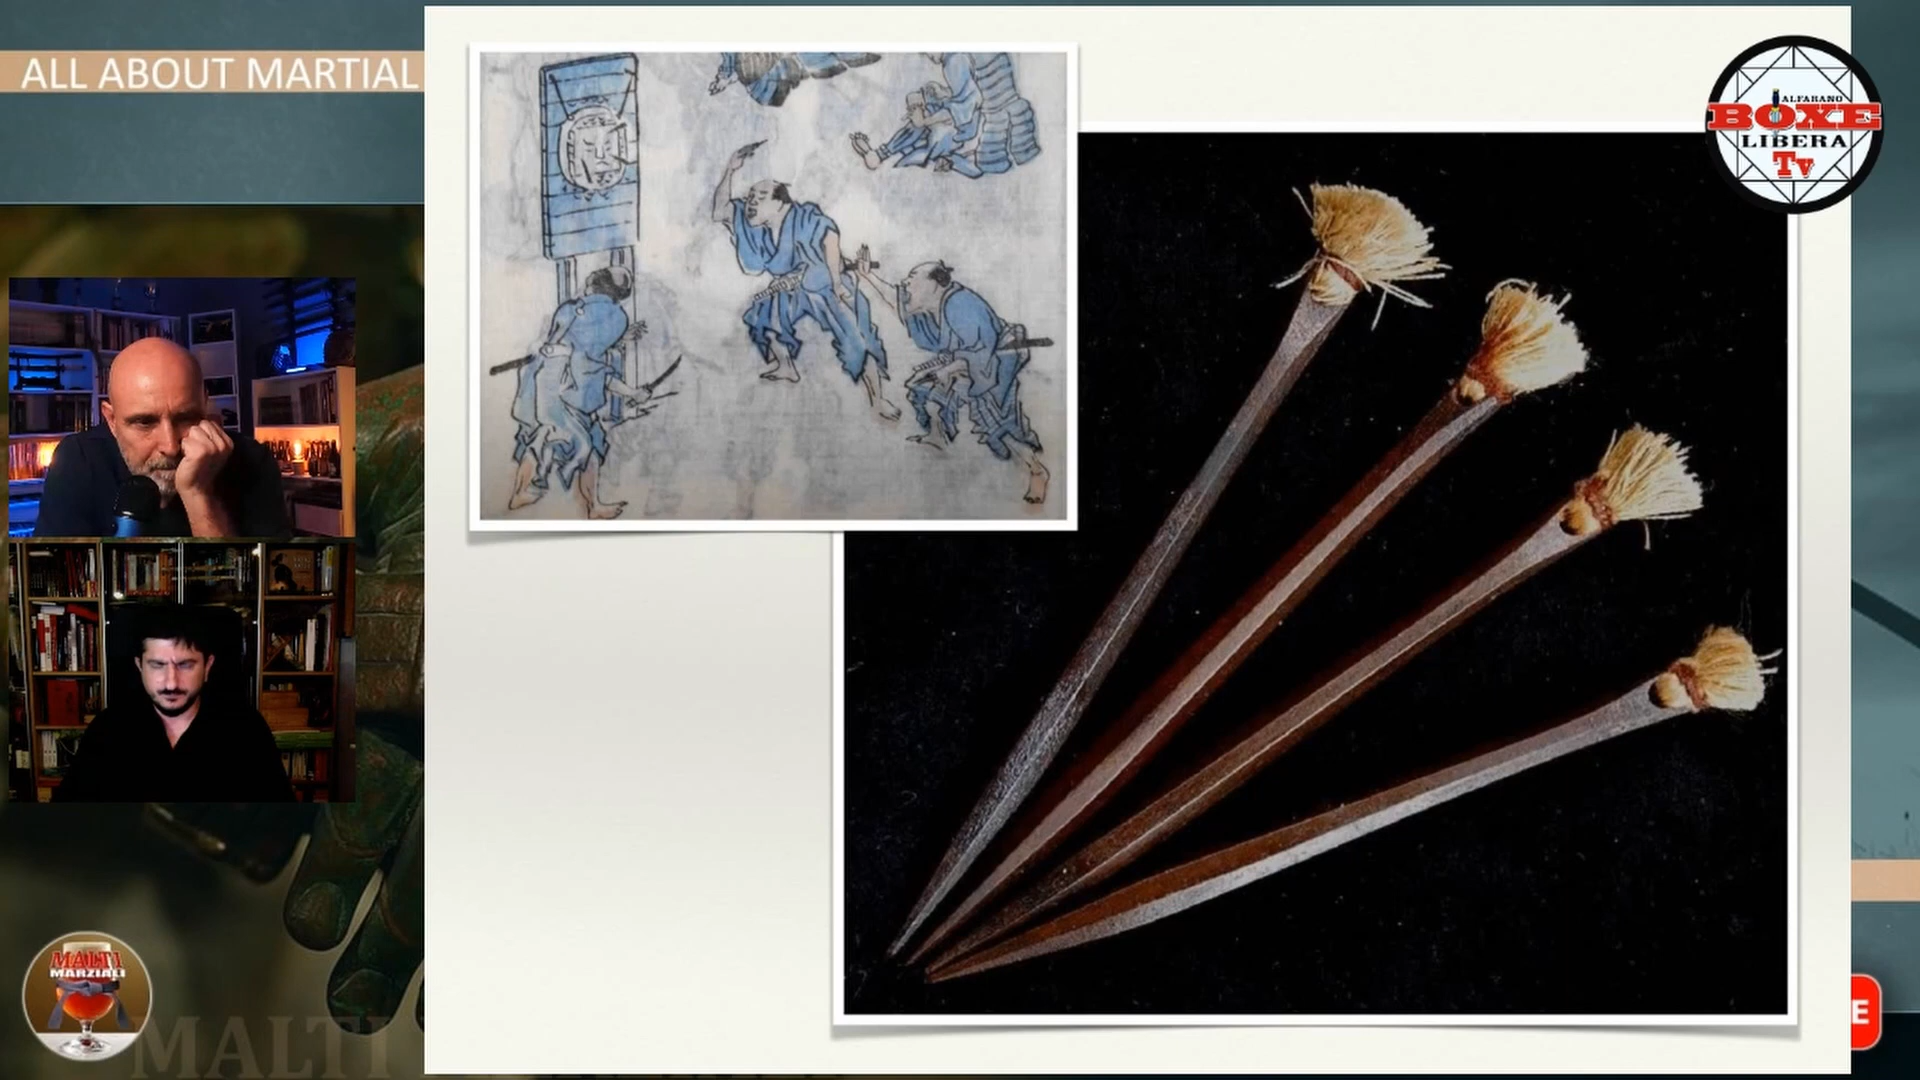 ALL ABOUT MARTIAL
ALFARANO
BOXE
LIBERA
TV
MALTI
MARZIALI
MALTI
E